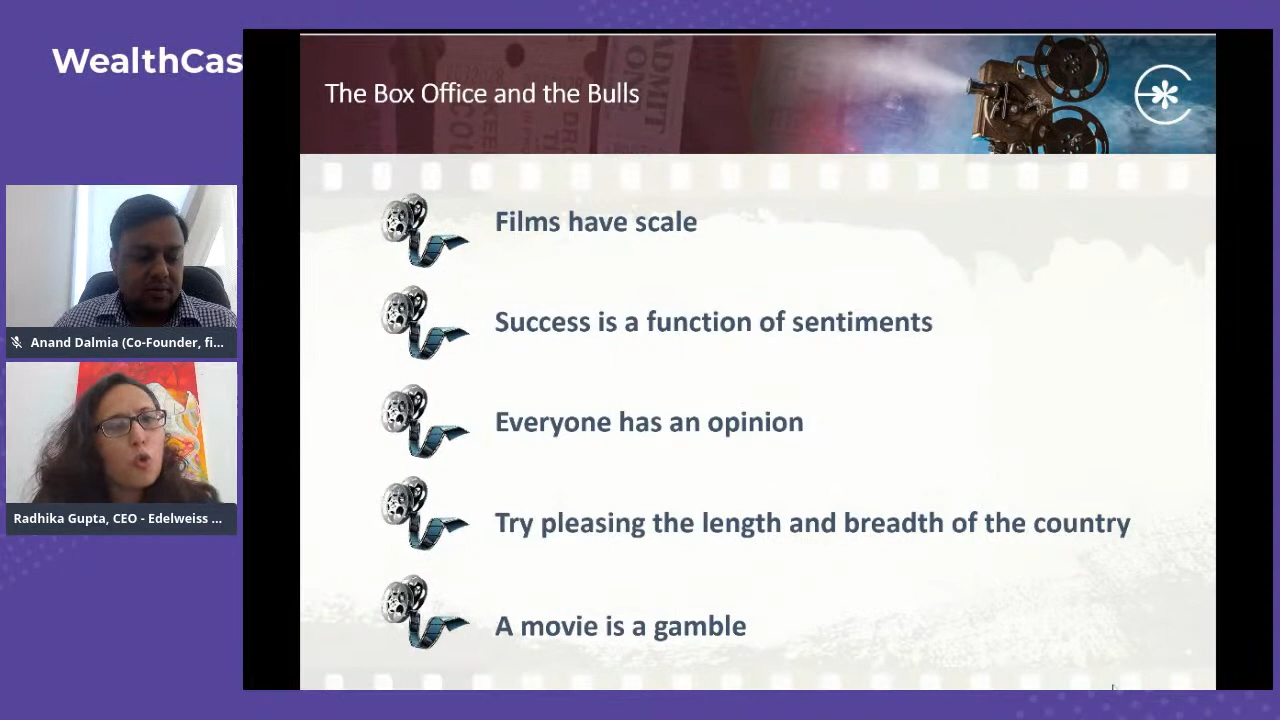 WealthCas
The Box Office and the Bulls
Films have scale
Success is a function of sentiments
Everyone has an opinion
Try pleasing the length and breadth of the country
A movie is a gamble
Anand Dalmia (Co-Founder, fi...
Radhika Gupta, CEO - Edelweiss ...
ADMIT
ON